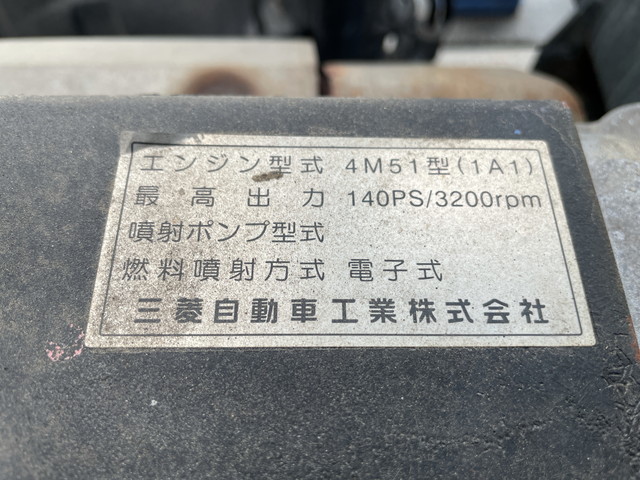 エンジン型式 4M51型(1A1)
最高出力 140PS/3200rpm
噴射ポンプ型式
燃料噴射方式 電子式
三菱自動車工業株式会社